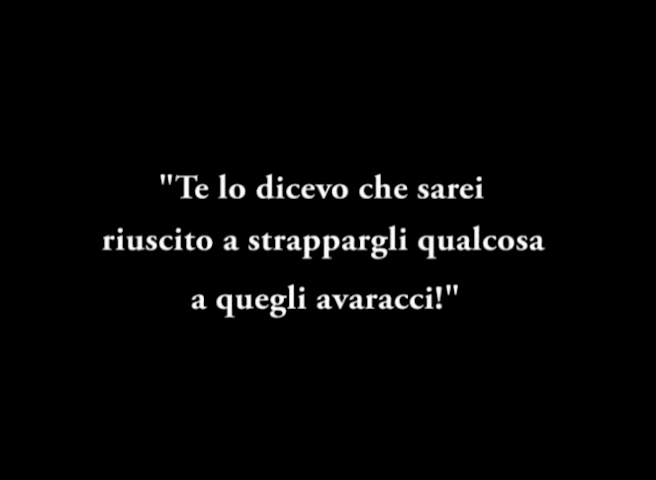 "Te lo dicevo che sarei
riuscito a strappargli qualcosa
a quegli avaracci!"